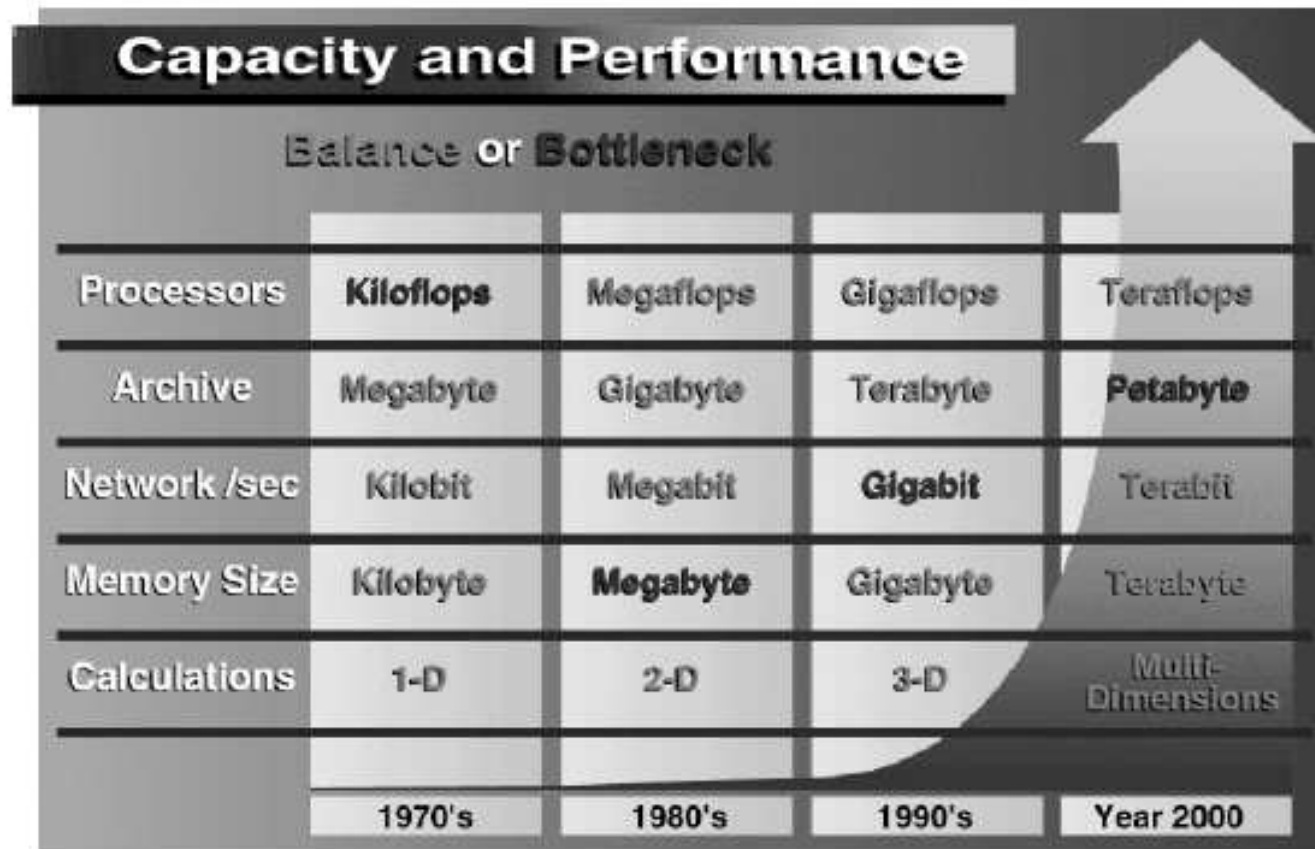 Capacity and Performance
Balance or Bottleneck
Processors Kiloflops Megaflops Gigaflops Teraflops
Archive Megabyte Gigabyte Terabyte Petabyte
Network /sec Kilobit Megabit Gigabit Terabit
Memory Size Kilobyte Megabyte Gigabyte Terabyte
Calculations 1-D 2-D 3-D Multi-
Dimensions
1970's 1980's 1990's Year 2000